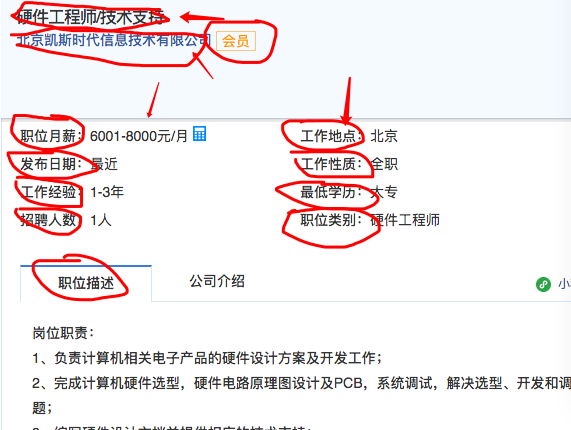 硬件工程师/技术支持
北京凯斯时代信息技术有限公司 会员
职位月薪：6001-8000元/月 工作地点：北京
发布日期：最近 工作性质：全职
工作经验：1-3年 最低学历：大专
招聘人数：1人 职位类别：硬件工程师
职位描述 公司介绍 小
岗位职责：
1、负责计算机相关电子产品的硬件设计方案及开发工作；
2、完成计算机硬件选型，硬件电路原理图设计及PCB，系统调试，解决选型、开发和调
题；